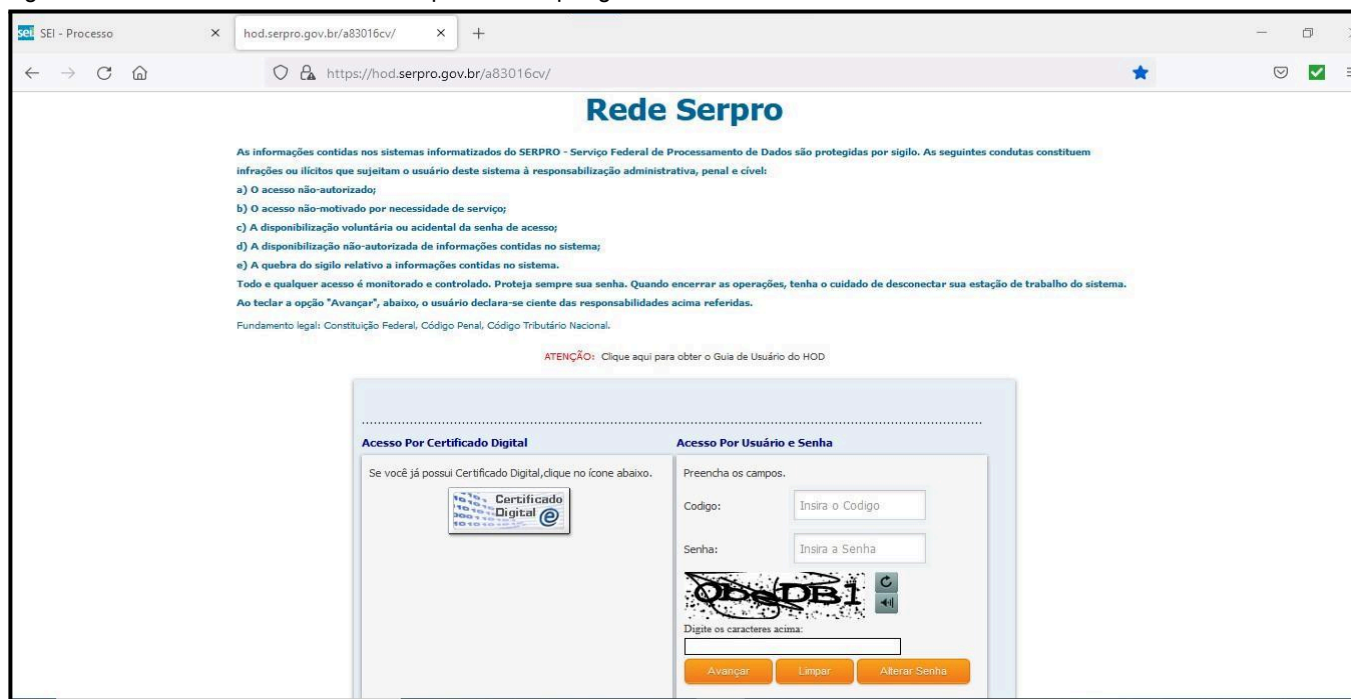 SEI - Processo
hod.serpro.gov.br/a83016cv/
https://hod.serpro.gov.br/a83016cv/
Rede Serpro
As informações contidas nos sistemas informatizados do SERPRO - Serviço Federal de Processamento de Dados são protegidas por sigilo. As seguintes condutas constituem
infrações ou ilícitos que sujeitam o usuário deste sistema à responsabilização administrativa, penal e cível:
a) O acesso não-autorizado;
b) O acesso não-motivado por necessidade de serviço;
c) A disponibilização voluntária ou acidental da senha de acesso;
d) A disponibilização não-autorizada de informações contidas no sistema;
e) A quebra do sigilo relativo a informações contidas no sistema.
Todo e qualquer acesso é monitorado e controlado. Proteja sempre sua senha. Quando encerrar as operações, tenha o cuidado de desconectar sua estação de trabalho do sistema.
Ao teclar a opção "Avançar", abaixo, o usuário declara-se ciente das responsabilidades acima referidas.
Fundamento legal: Constituição Federal, Código Penal, Código Tributário Nacional.
ATENÇÃO: Clique aqui para obter o Guia de Usuário do HOD
Acesso Por Certificado Digital
Se você já possui Certificado Digital,clique no ícone abaixo.
Certificado
Digital
Acesso Por Usuário e Senha
Preencha os campos.
Codigo: Insira o Codigo
Senha: Insira a Senha
Digite os caracteres acima:
Avançar Limpar Alterar Senha